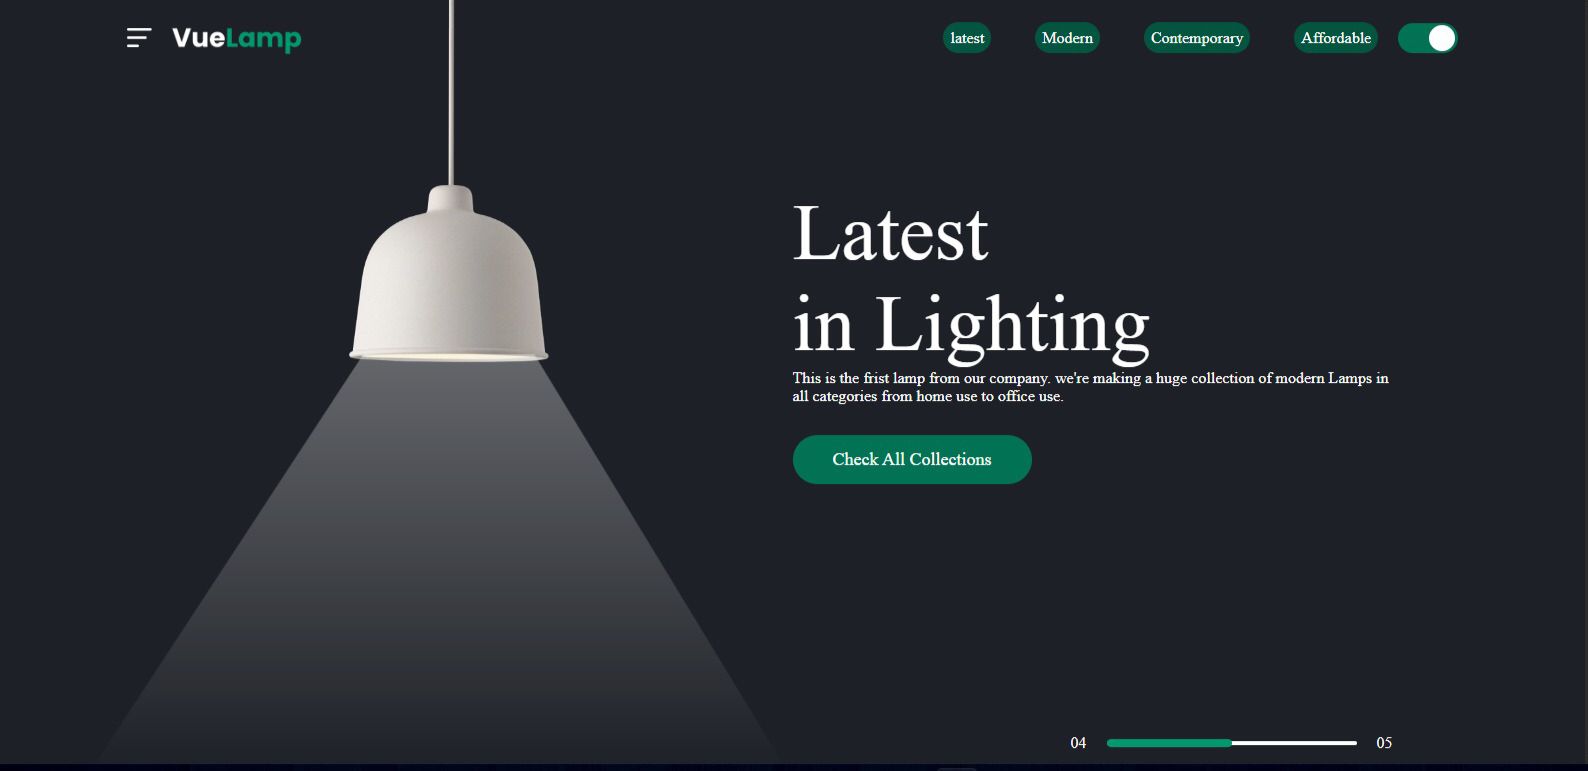 VueLamp
latest
Modern
Contemporary
Affordable
Latest
in Lighting
This is the frist lamp from our company. we're making a huge collection of modern Lamps in
all categories from home use to office use.
Check All Collections
04
05